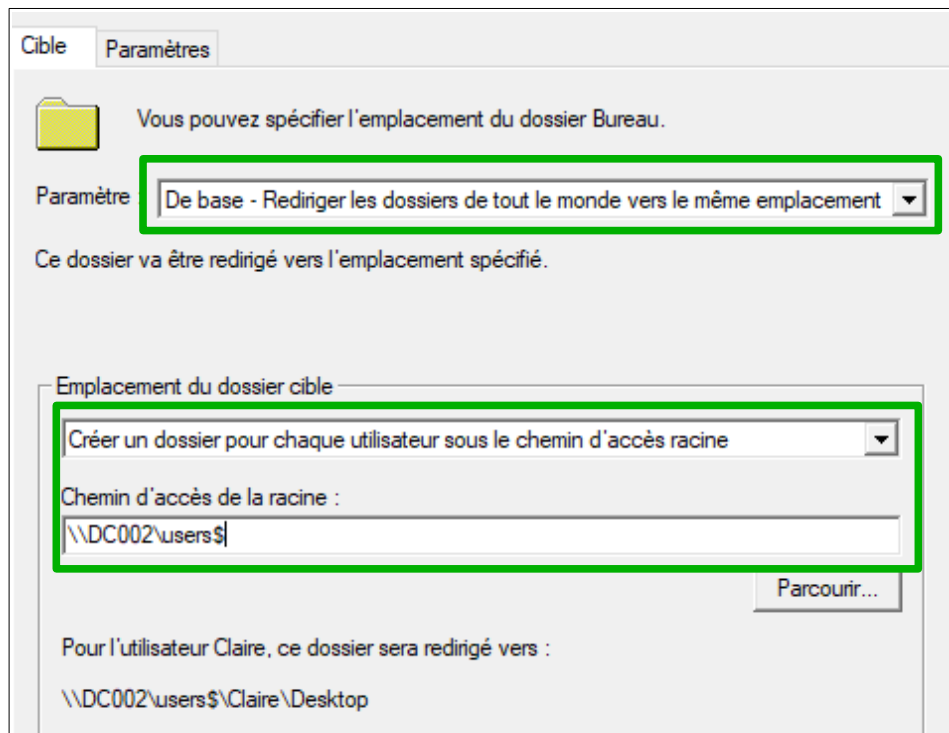 Cible
Paramètres
Vous pouvez spécifier l'emplacement du dossier Bureau.
Paramètre :
De base - Rediriger les dossiers de tout le monde vers le même emplacement
Ce dossier va être redirigé vers l'emplacement spécifié.
Emplacement du dossier cible
Créer un dossier pour chaque utilisateur sous le chemin d'accès racine
Chemin d'accès de la racine :
\\DC002\users$
Parcourir...
Pour l'utilisateur Claire, ce dossier sera redirigé vers :
\\DC002\users$\Claire\Desktop